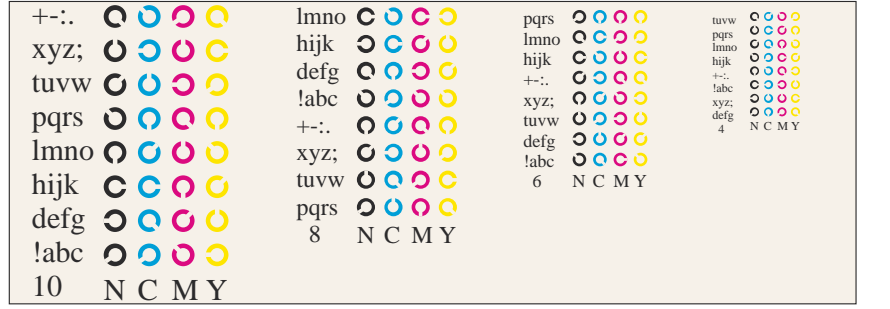 +-:.
xyz;
tuvw
pqrs
lmno
hijk
defg
!abc
10 N C M Y
lmno
hijk
defg
!abc
+-:.
xyz;
tuvw
pqrs
8 N C M Y
pqrs
lmno
hijk
+-:.
xyz;
tuvw
defg
!abc
6 N C M Y
tuvw
pqrs
lmno
hijk
+-:.
!abc
xyz;
defg
4 N C M Y